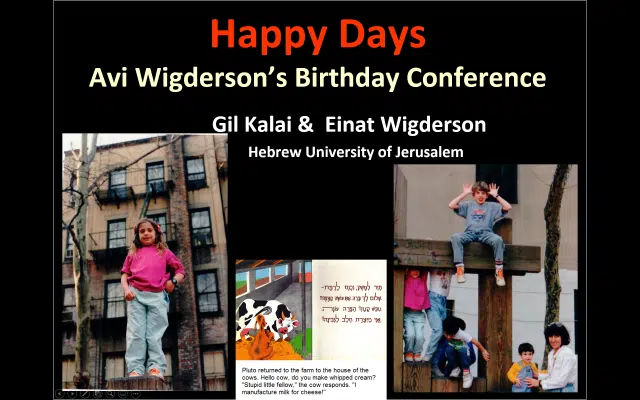 Happy Days
Avi Wigderson's Birthday Conference
Gil Kalai & Einat Wigderson
Hebrew University of Jerusalem
Pluto returned to the farm to the house of the
cows. Hello cow, do you make whipped cream?
"Stupid little fellow," the cow responds. "I
manufacture milk for cheese!"